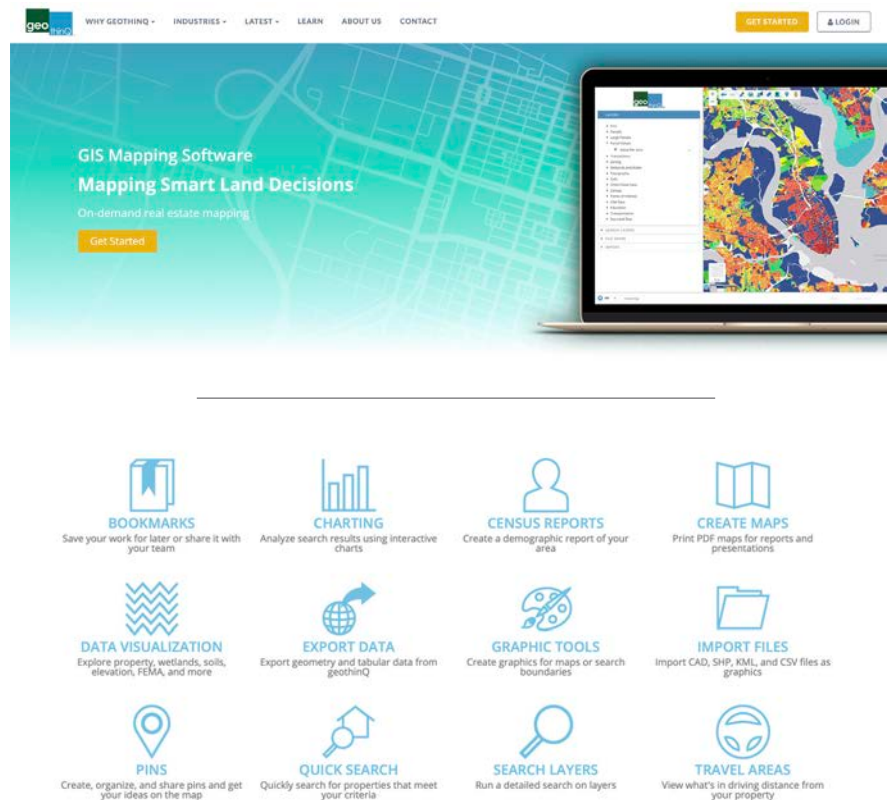 geo
thinQ
WHY GEOTHINQ
INDUSTRIES
LATEST
LEARN
ABOUT US
CONTACT
GET STARTED
LOGIN
GIS Mapping Software
Mapping Smart Land Decisions
On-demand real estate mapping
Get Started
BOOKMARKS
Save your work for later or share it with
your team
CHARTING
Analyze search results using interactive
charts
CENSUS REPORTS
Create a demographic report of your
area
CREATE MAPS
Print PDF maps for reports and
presentations
DATA VISUALIZATION
Explore property, wetlands, soils,
elevation, FEMA, and more
EXPORT DATA
Export geometry and tabular data from
geothinQ
GRAPHIC TOOLS
Create graphics for maps or search
boundaries
IMPORT FILES
Import CAD, SHP, KML, and CSV files as
graphics
PINS
Create, organize, and share pins and get
your ideas on the map
QUICK SEARCH
Quickly search for properties that meet
your criteria
SEARCH LAYERS
Run a detailed search on layers
TRAVEL AREAS
View what's in driving distance from
your property